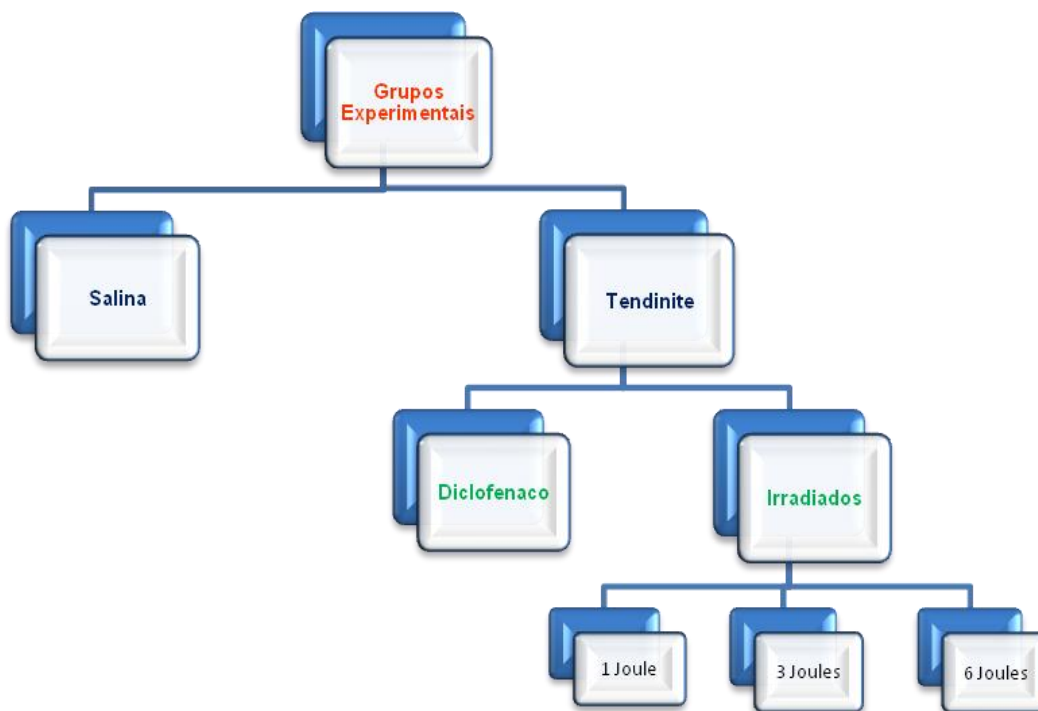 Grupos
Experimentais
Salina
Tendinite
Diclofenaco
Irradiados
1 Joule
3 Joules
6 Joules